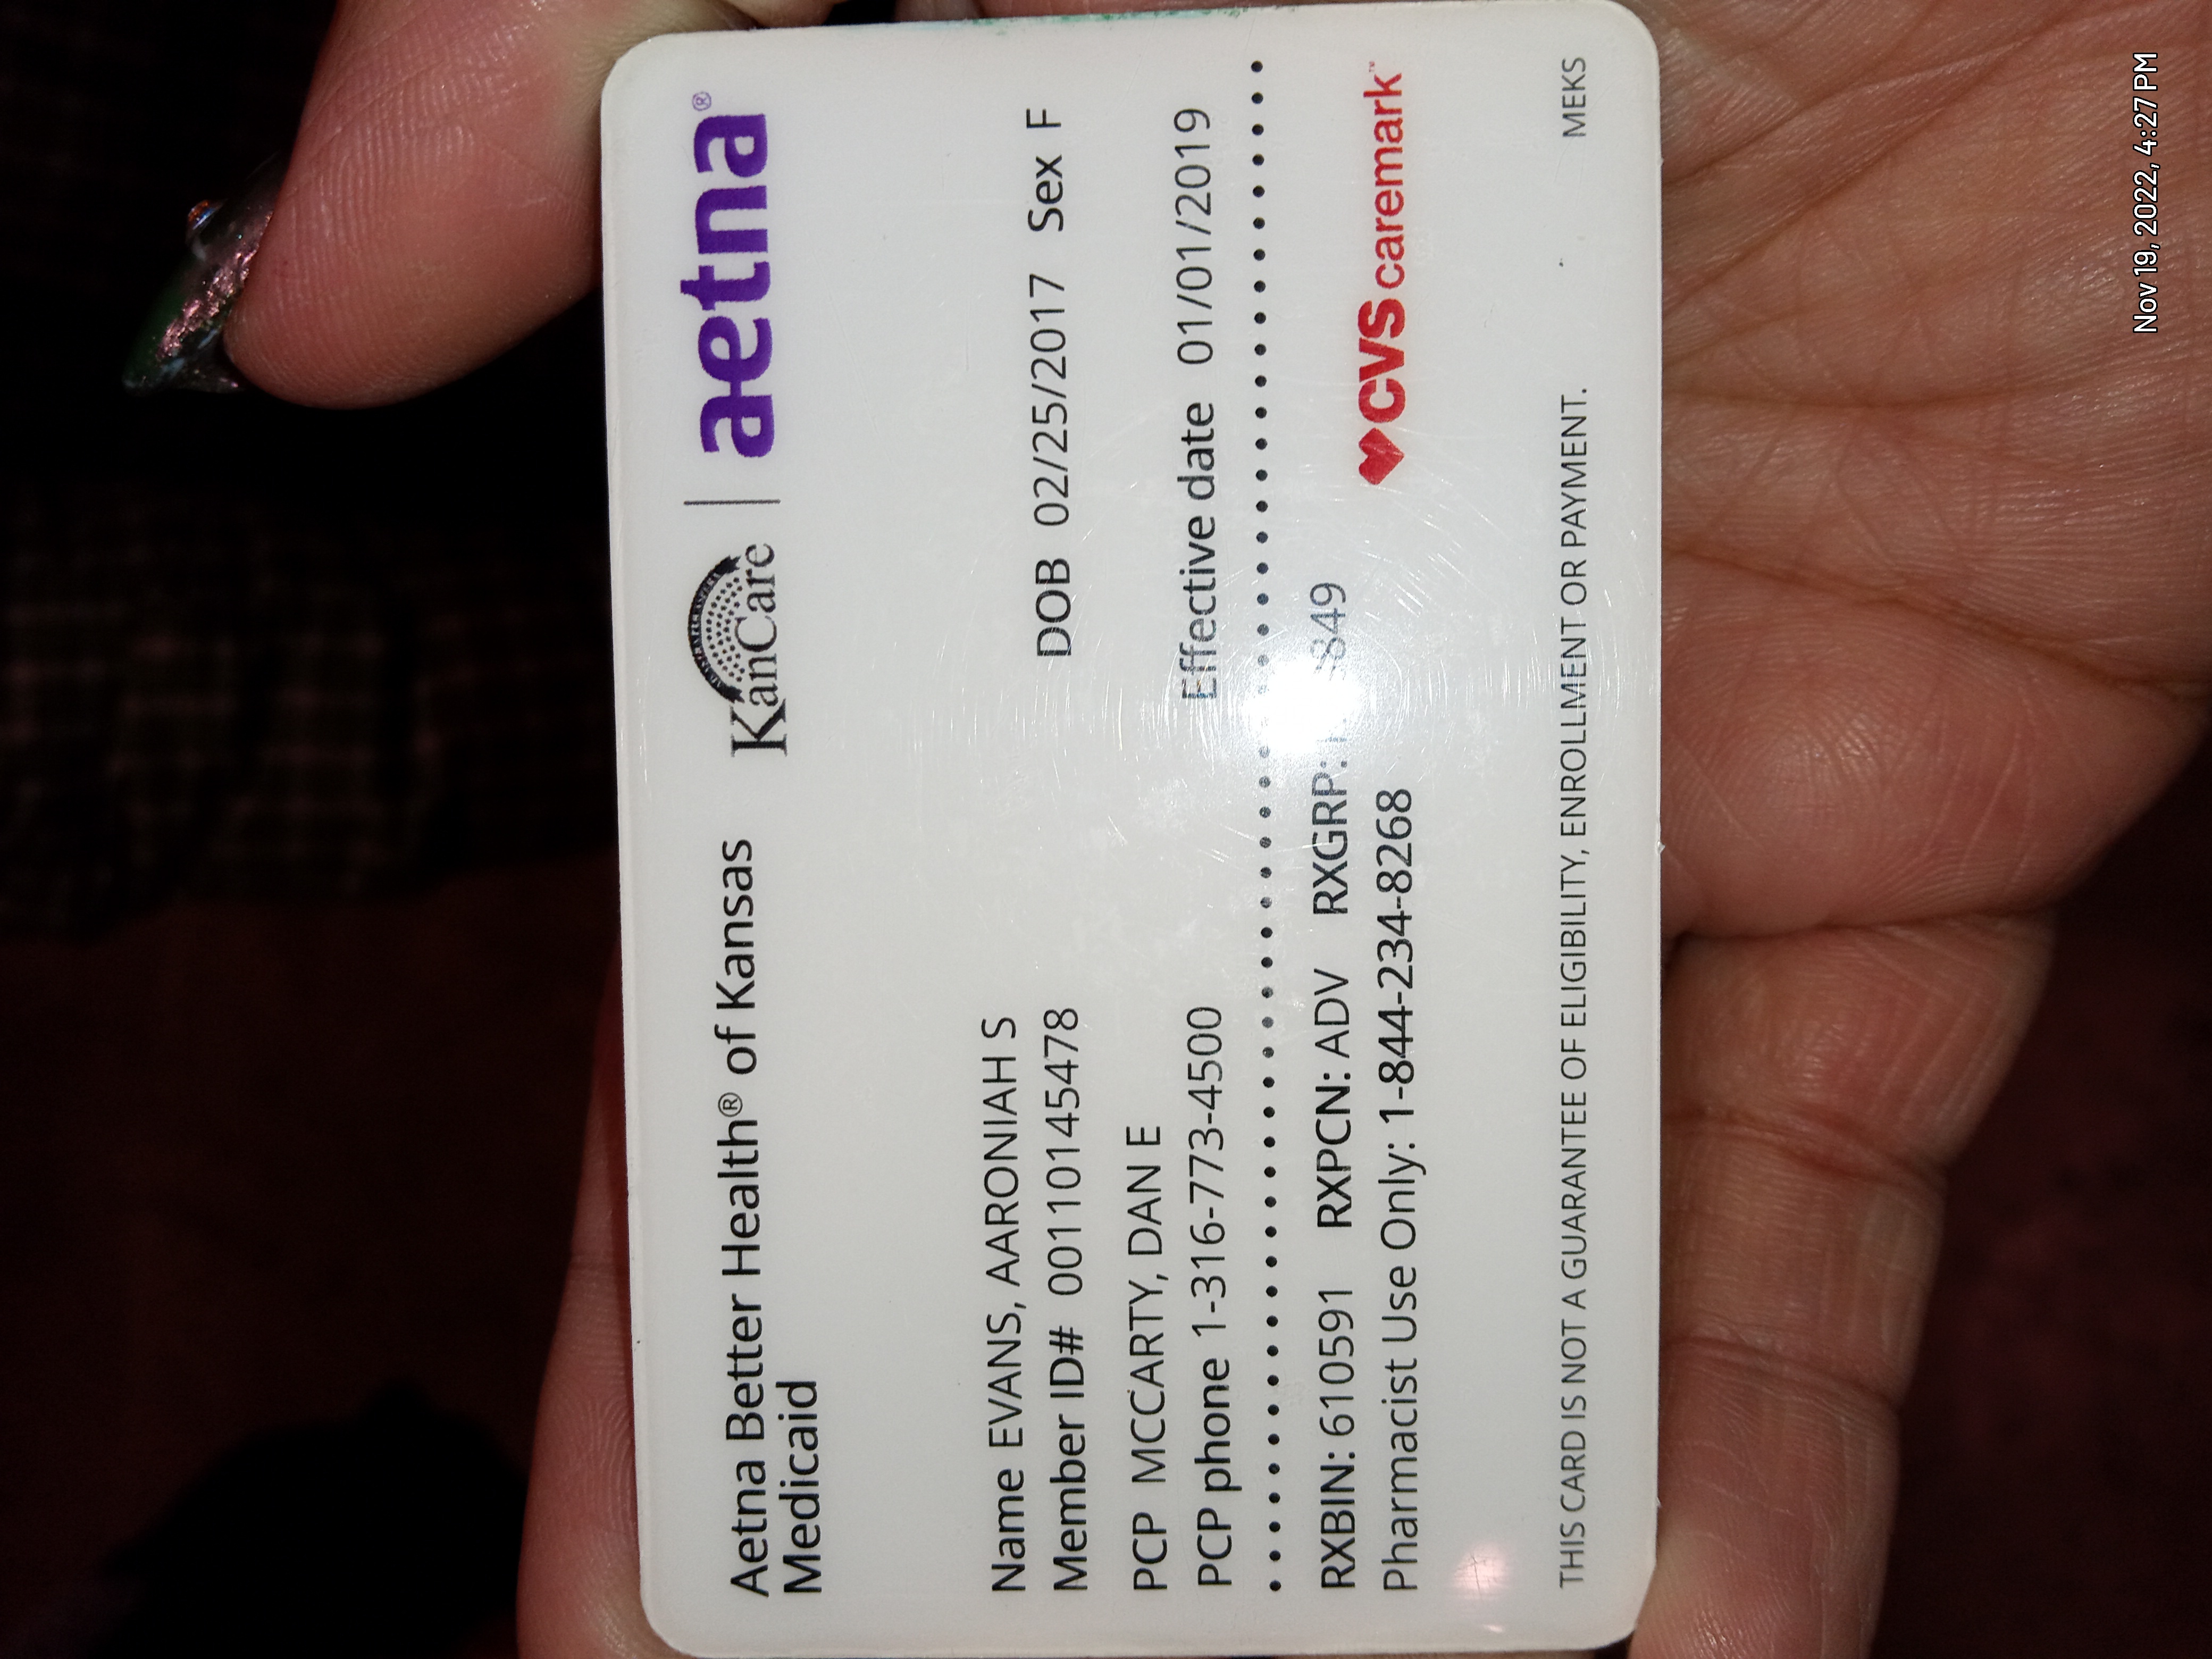 Aetna Better Health® of Kansas
Medicaid
KanCare | aetna®
Name EVANS, AARONIAH S
Member ID# 00110145478 DOB 02/25/2017 Sex F
PCP MCCARTY, DAN E
PCP phone 1-316-773-4500 Effective date 01/01/2019
RXBIN: 610591 RXPCN: ADV RXGRP:
Pharmacist Use Only: 1-844-234-8268
CVS caremark™
THIS CARD IS NOT A GUARANTEE OF ELIGIBILITY, ENROLLMENT OR PAYMENT. MEKS
Nov 19, 2022, 4:27 PM